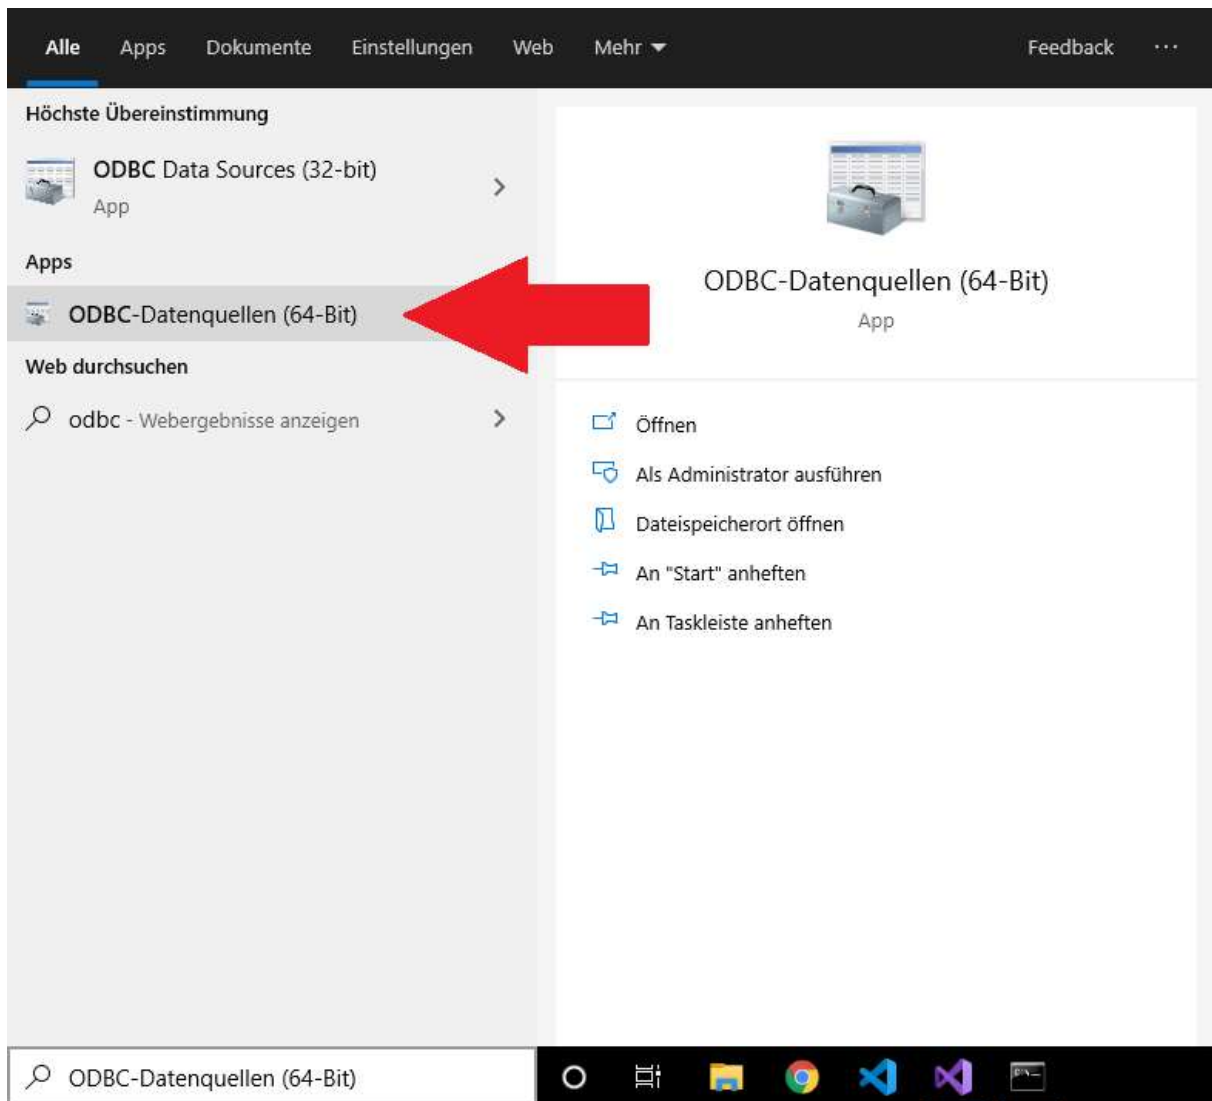 Alle Apps Dokumente Einstellungen Web Mehr Feedback ...
Höchste Übereinstimmung
ODBC Data Sources (32-bit)
App
Apps
ODBC-Datenquellen (64-Bit)
Web durchsuchen
odbc - Webergebnisse anzeigen
ODBC-Datenquellen (64-Bit)
App
Öffnen
Als Administrator ausführen
Dateispeicherort öffnen
An "Start" anheften
An Taskleiste anheften
ODBC-Datenquellen (64-Bit)